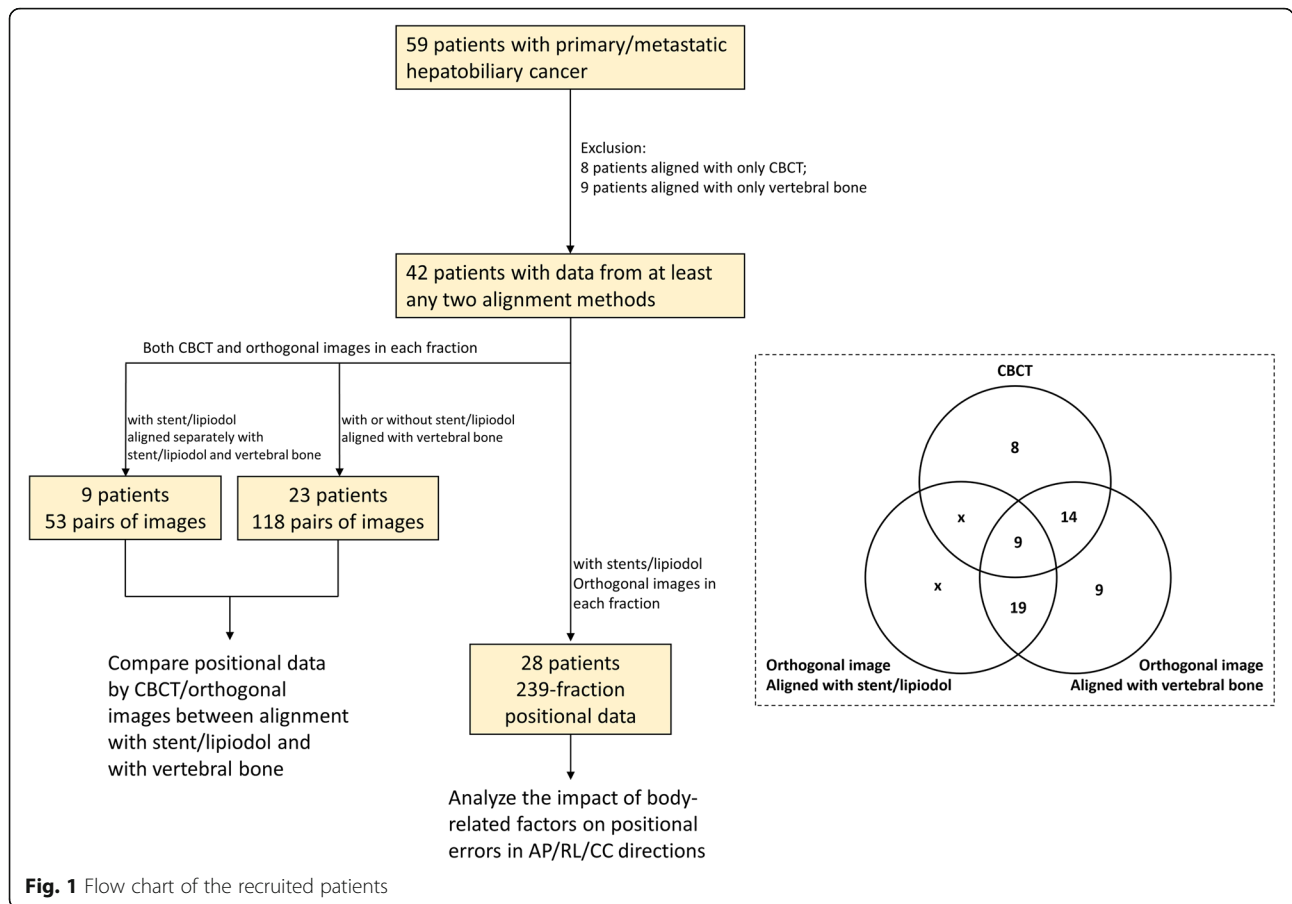 59 patients with primary/metastatic
hepatobiliary cancer
Exclusion:
8 patients aligned with only CBCT;
9 patients aligned with only vertebral bone
42 patients with data from at least
any two alignment methods
Both CBCT and orthogonal images in each fraction
with stent/lipiodol
aligned separately with
stent/lipiodol and vertebral bone
with or without stent/lipiodol
aligned with vertebral bone
9 patients
53 pairs of images
23 patients
118 pairs of images
with stents/lipiodol
Orthogonal images in
each fraction
Compare positional data
by CBCT/orthogonal
images between alignment
with stent/lipiodol and
with vertebral bone
28 patients
239-fraction
positional data
Analyze the impact of body-
related factors on positional
errors in AP/RL/CC directions
CBCT
8
x
14
9
x
9
19
Orthogonal image
Aligned with stent/lipiodol
Orthogonal image
Aligned with vertebral bone
Fig. 1 Flow chart of the recruited patients